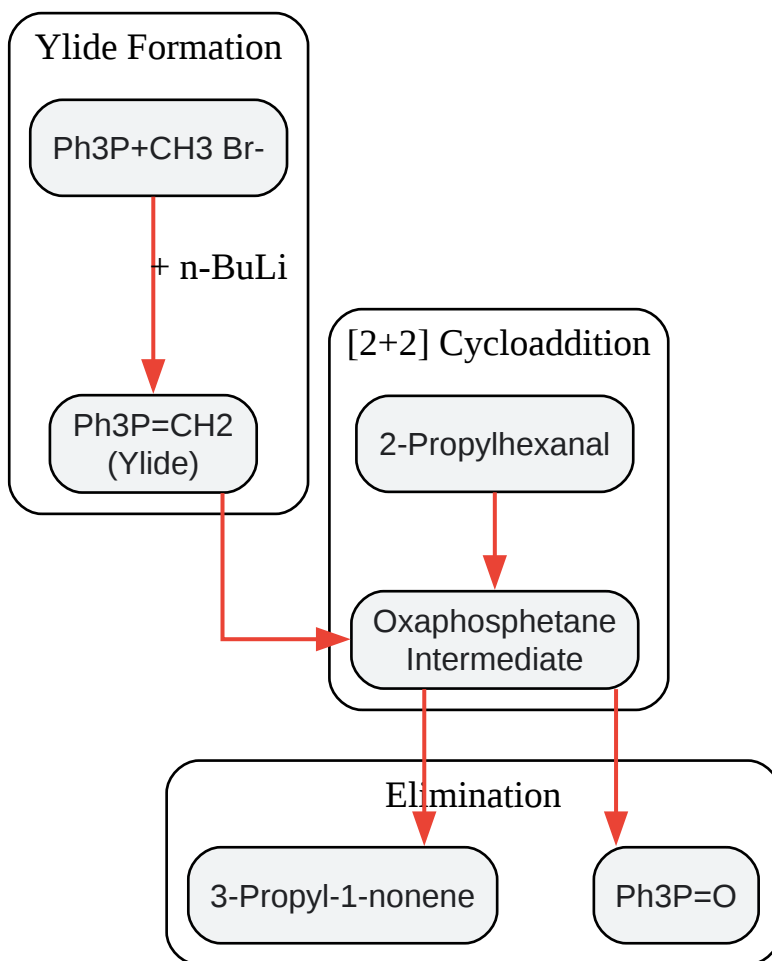 Ylide Formation
Ph3P+CH3 Br-
+ n-BuLi
Ph3P=CH2
(Ylide)
[2+2] Cycloaddition
2-Propylhexanal
Oxaphosphetane
Intermediate
Elimination
3-Propyl-1-nonene
Ph3P=O